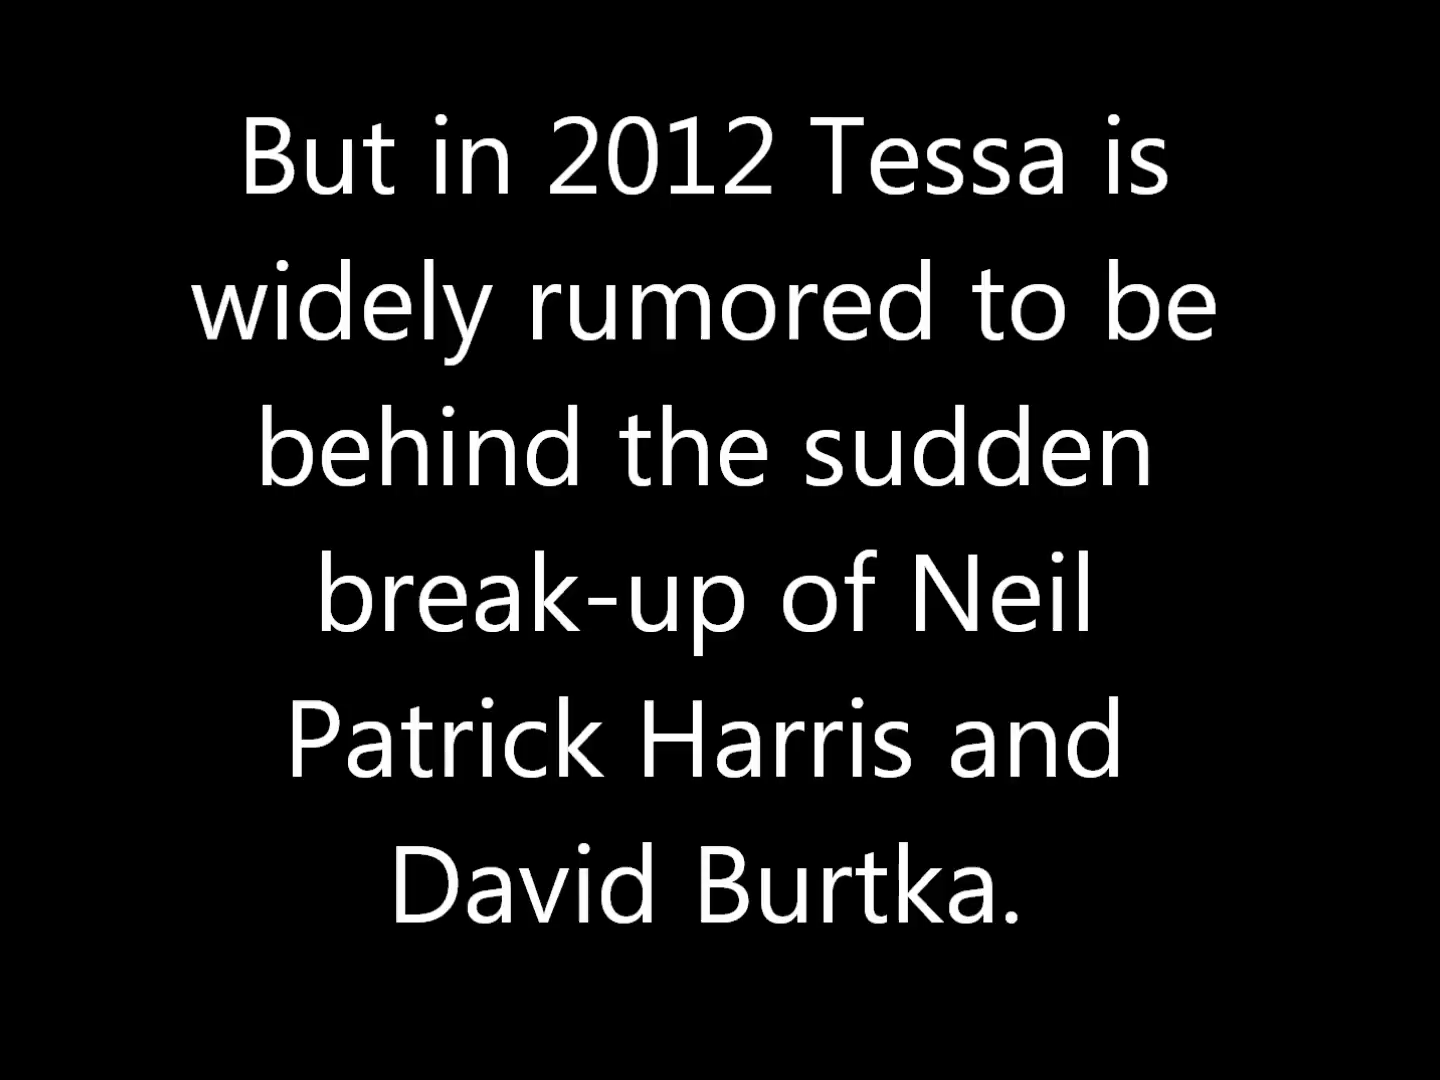 But in 2012 Tessa is
widely rumored to be
behind the sudden
break-up of Neil
Patrick Harris and
David Burtka.